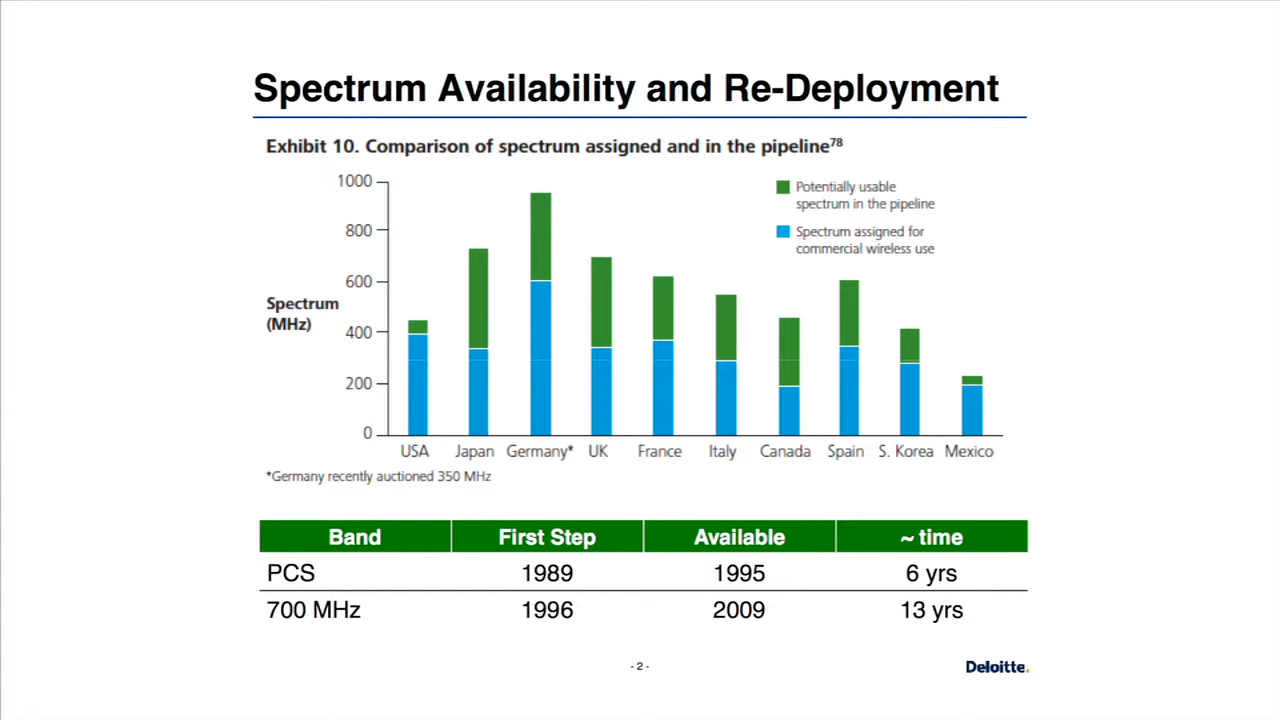 Spectrum Availability and Re-Deployment
Exhibit 10. Comparison of spectrum assigned and in the pipeline78
1000
800
600
400
200
0
Spectrum
(MHz)
Potentially usable
spectrum in the pipeline
Spectrum assigned for
commercial wireless use
USA Japan Germany* UK France Italy Canada Spain S. Korea Mexico
*Germany recently auctioned 350 MHz
Band First Step Available ~ time
PCS 1989 1995 6 yrs
700 MHz 1996 2009 13 yrs
- 2 -
Deloitte.